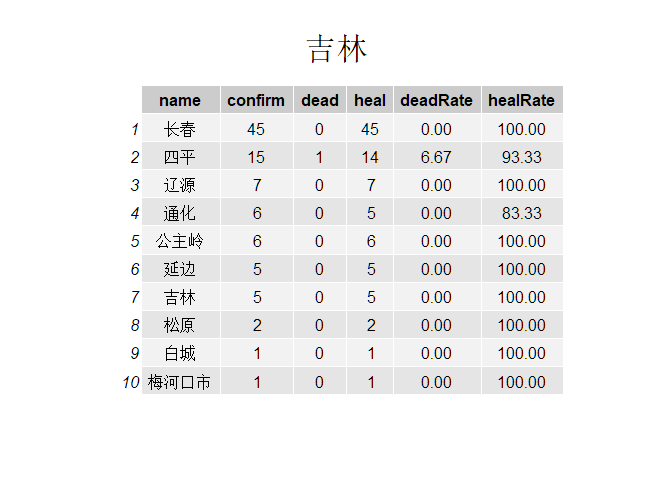 吉林
name confirm dead heal deadRate healRate
1 长春 45 0 45 0.00 100.00
2 四平 15 1 14 6.67 93.33
3 辽源 7 0 7 0.00 100.00
4 通化 6 0 5 0.00 83.33
5 公主岭 6 0 6 0.00 100.00
6 延边 5 0 5 0.00 100.00
7 吉林 5 0 5 0.00 100.00
8 松原 2 0 2 0.00 100.00
9 白城 1 0 1 0.00 100.00
10 梅河口市 1 0 1 0.00 100.00